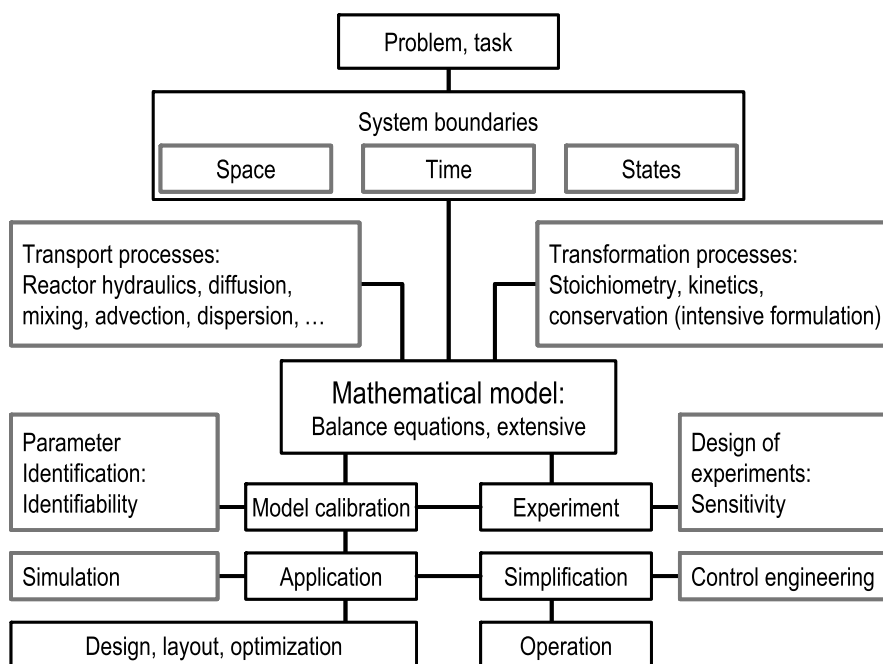 Problem, task
System boundaries
Space
Time
States
Transport processes:
Reactor hydraulics, diffusion,
mixing, advection, dispersion, …
Transformation processes:
Stoichiometry, kinetics,
conservation (intensive formulation)
Mathematical model:
Balance equations, extensive
Parameter
Identification:
Identifiability
Model calibration
Experiment
Design of
experiments:
Sensitivity
Simulation
Application
Simplification
Control engineering
Design, layout, optimization
Operation